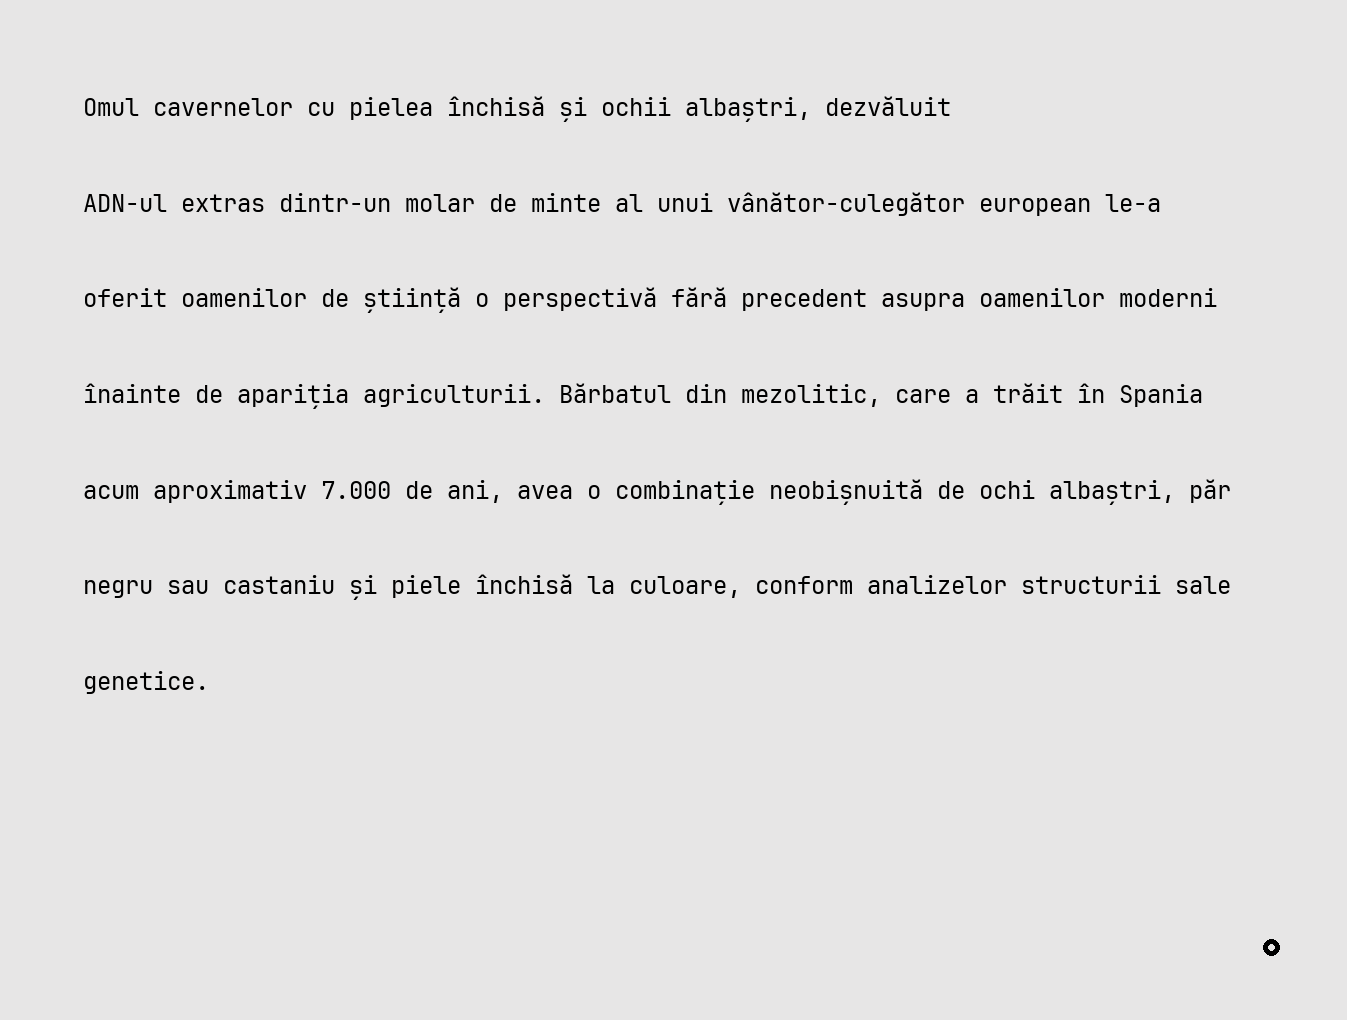 Omul cavernelor cu pielea închisă și ochii albaștri, dezvăluit
ADN-ul extras dintr-un molar de minte al unui vânător-culegător european le-a
oferit oamenilor de știință o perspectivă fără precedent asupra oamenilor moderni
înainte de apariția agriculturii. Bărbatul din mezolitic, care a trăit în Spania
acum aproximativ 7.000 de ani, avea o combinație neobișnuită de ochi albaștri, păr
negru sau castaniu și piele închisă la culoare, conform analizelor structurii sale
genetice.